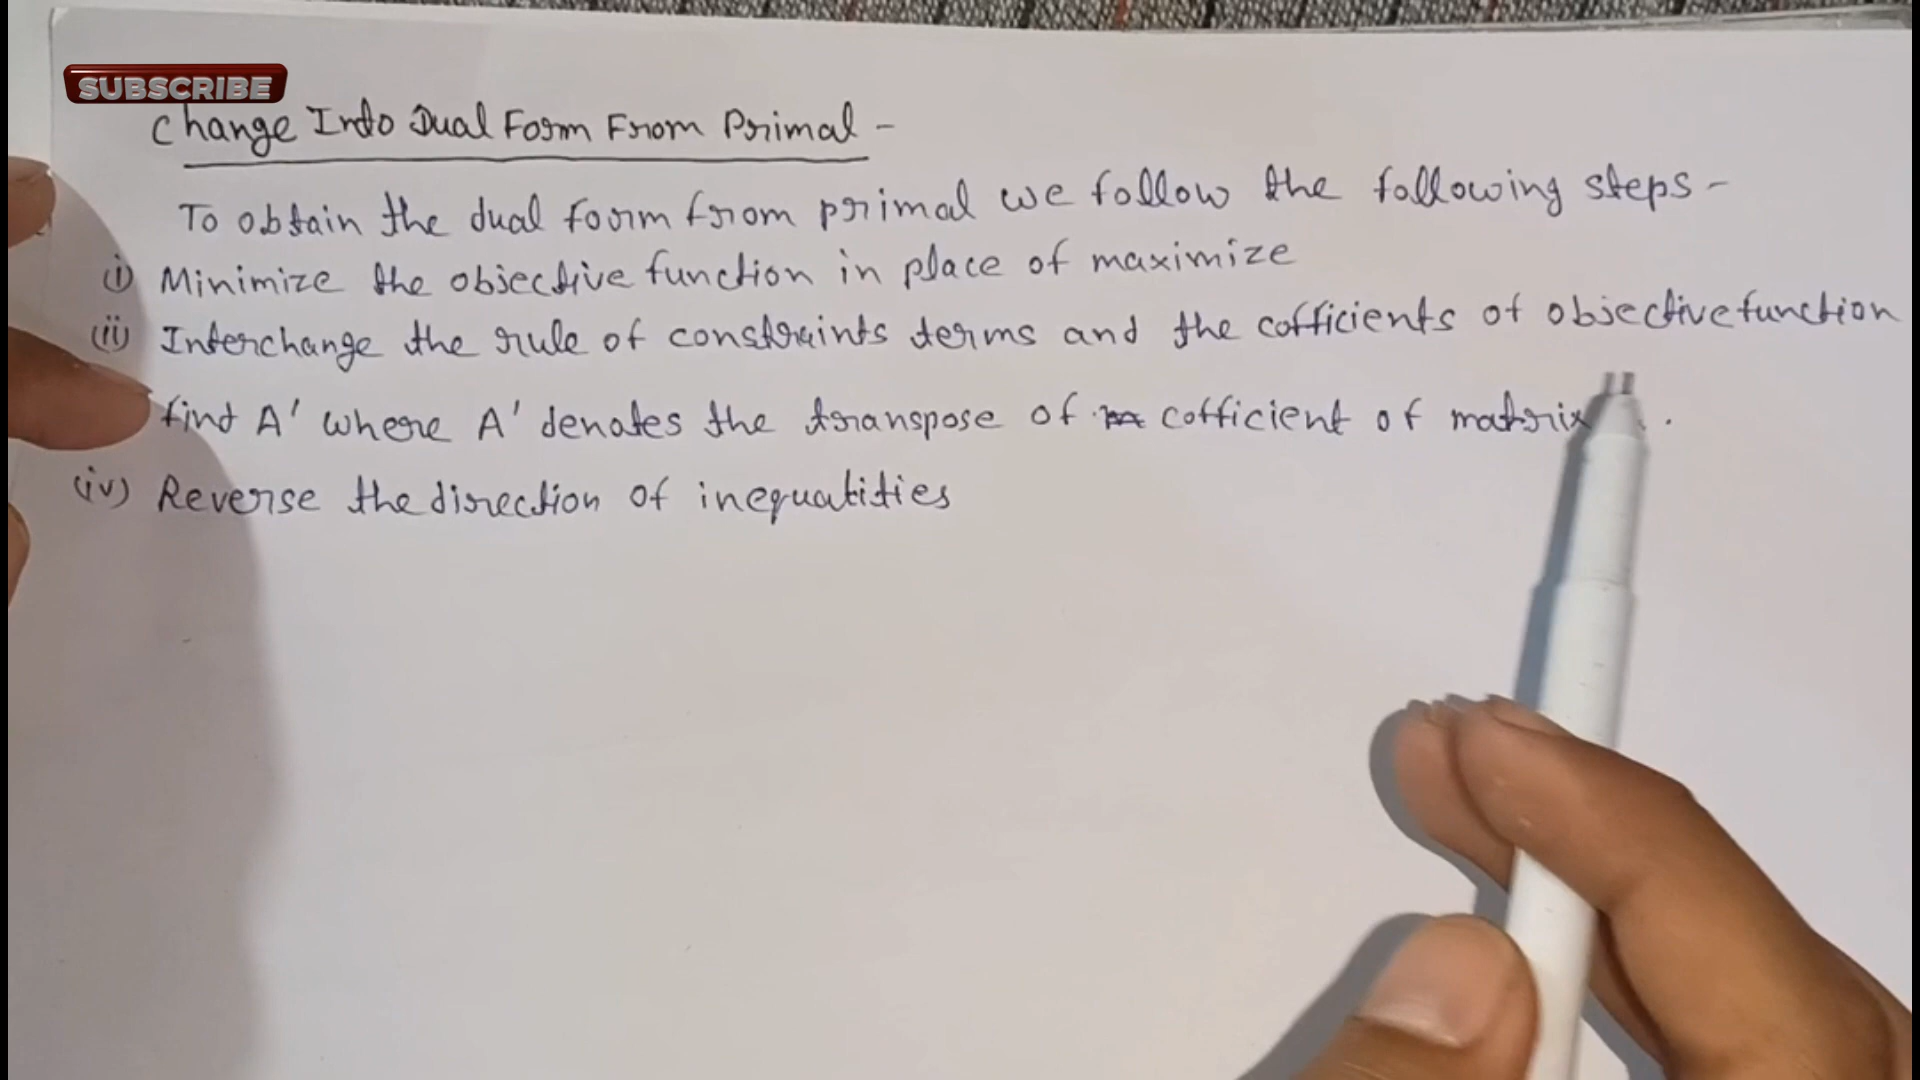 SUBSCRIBE
Change Into Dual Form From Primal -
To obtain the dual form from primal we follow the following steps -
(i) Minimize the objective function in place of maximize
(ii) Interchange the rule of constraints terms and the cofficients of objective function
find A' where A' denates the transpose of cofficient of matrix .
(iv) Reverse the direction of inequatities